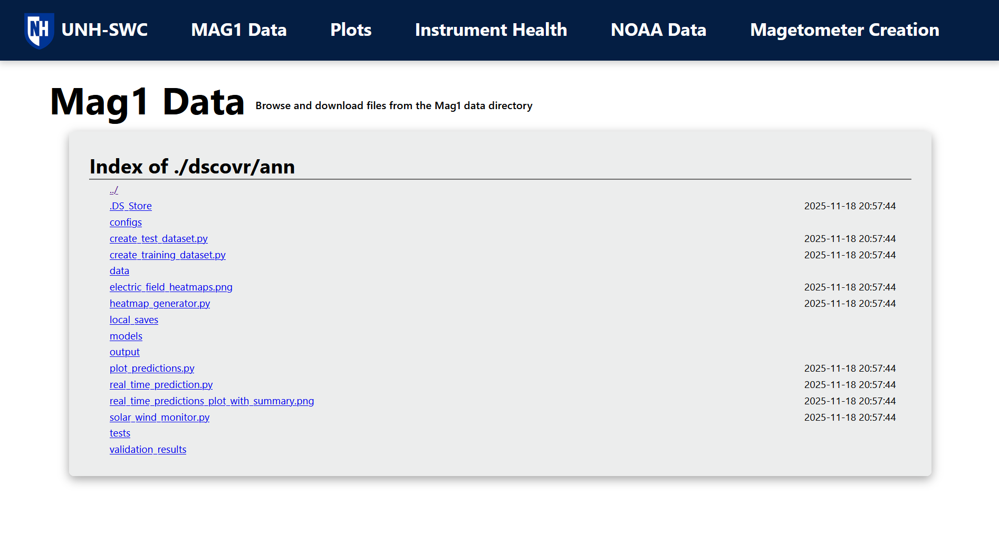 NH UNH-SWC MAG1 Data Plots Instrument Health NOAA Data Magetometer Creation
Mag1 Data Browse and download files from the Mag1 data directory
Index of ./dscovr/ann
../
.DS_Store 2025-11-18 20:57:44
configs
create_test_dataset.py 2025-11-18 20:57:44
create_training_dataset.py 2025-11-18 20:57:44
data
electric_field_heatmaps.png 2025-11-18 20:57:44
heatmap_generator.py 2025-11-18 20:57:44
local_saves
models
output
plot_predictions.py 2025-11-18 20:57:44
real_time_prediction.py 2025-11-18 20:57:44
real_time_predictions_plot_with_summary.png 2025-11-18 20:57:44
solar_wind_monitor.py 2025-11-18 20:57:44
tests
validation_results